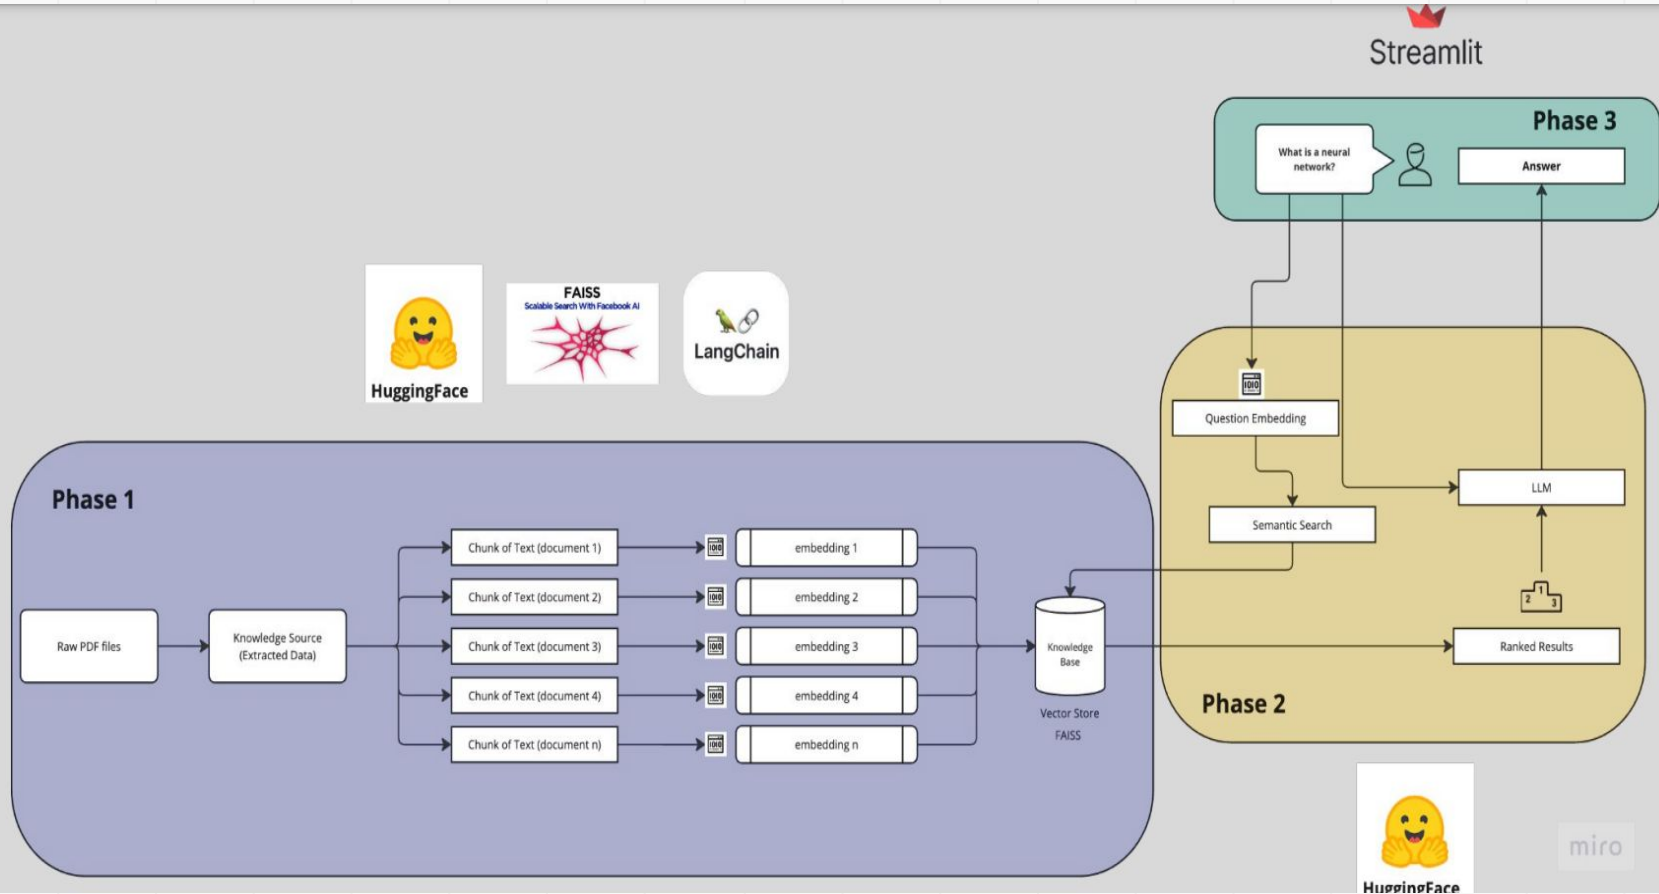 Streamlit
Phase 3
What is a neural
network?
Answer
HuggingFace
FAISS
Scalable Search With Facebook AI
LangChain
Question Embedding
Semantic Search
LLM
2 1 3
Ranked Results
Phase 2
Phase 1
Raw PDF files
Knowledge Source
(Extracted Data)
Chunk of Text (document 1)
embedding 1
Chunk of Text (document 2)
embedding 2
Chunk of Text (document 3)
embedding 3
Chunk of Text (document 4)
embedding 4
Chunk of Text (document n)
embedding n
Knowledge
Base
Vector Store
FAISS
HuggingFace
miro